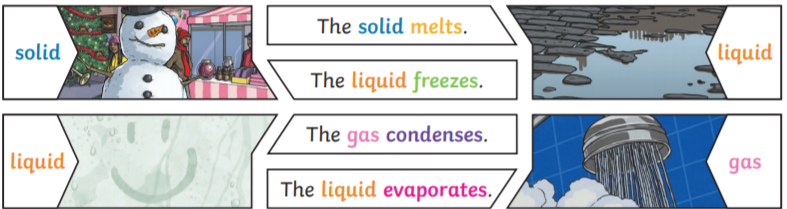 solid
The solid melts.
The liquid freezes.
liquid
liquid
The gas condenses.
The liquid evaporates.
gas